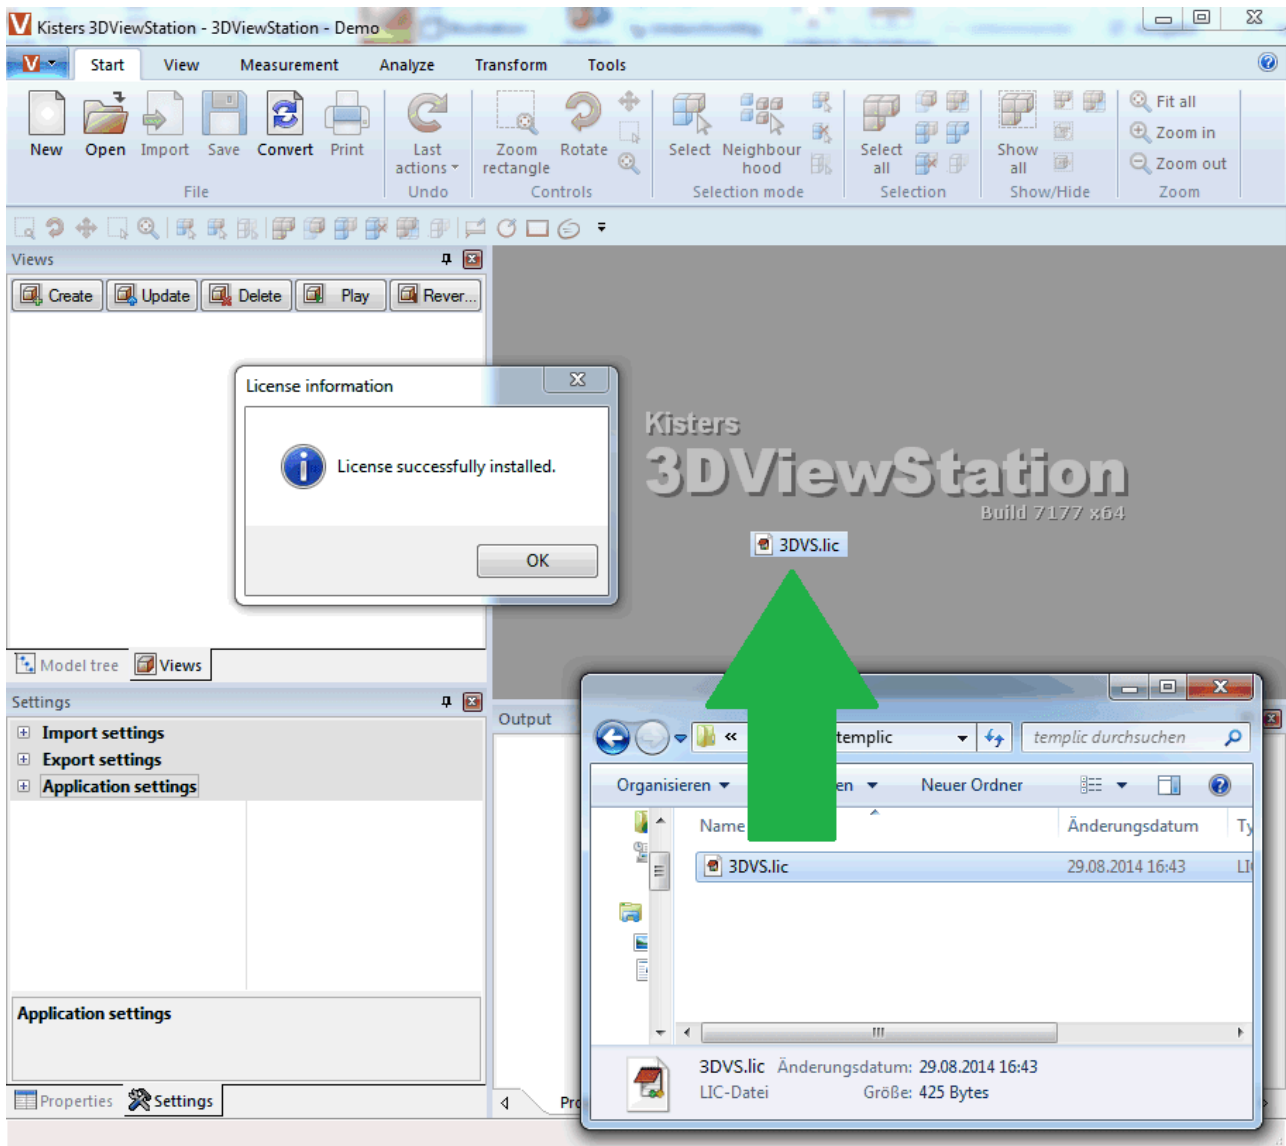 Kisters 3DViewStation - 3DViewStation - Demo
V Start View Measurement Analyze Transform Tools
New Open Import Save Convert Print
Last actions
Zoom rectangle Rotate
Select Neighbour hood
Select all
Show all
Fit all
Zoom in
Zoom out
File Undo Controls Selection mode Selection Show/Hide Zoom
Views
Create Update Delete Play Rever...
License information
License successfully installed.
OK
Kisters
3DViewStation
Build 7177 x64
3DVS.lic
Model tree Views
Settings
Import settings
Export settings
Application settings
Application settings
Properties Settings
Output
« templic
templic durchsuchen
Organisieren en Neuer Ordner
Name Änderungsdatum Ty
3DVS.lic 29.08.2014 16:43 LI
3DVS.lic Änderungsdatum: 29.08.2014 16:43
LIC-Datei Größe: 425 Bytes
Pro